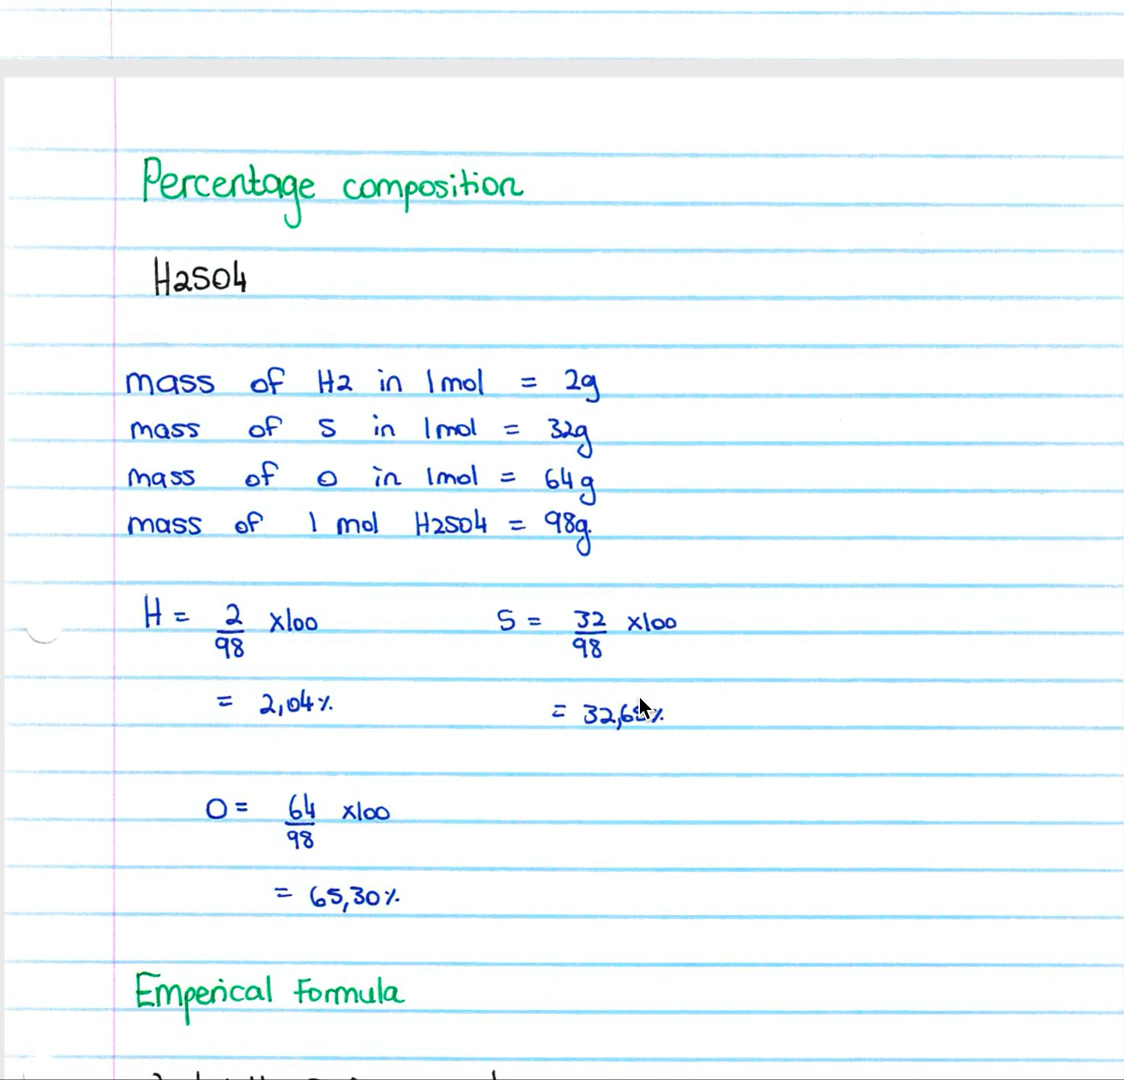 Percentage composition
H2SO4
mass of H2 in 1mol = 2g
mass of S in 1mol = 32g
mass of O in 1mol = 64g
mass of 1 mol H2SO4 = 98g
H = 2/98 x100
S = 32/98 x100
= 2,04%
O = 64/98 x100
= 65,30%
Emperical Formula